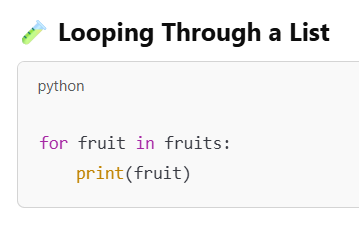 🧪 Looping Through a List
python
for fruit in fruits:
    print(fruit)